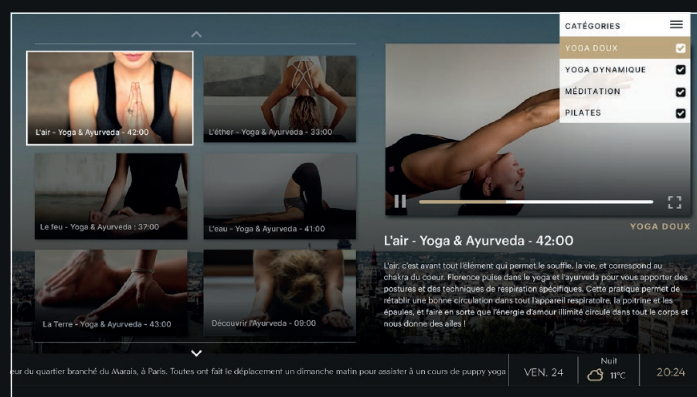 CATÉGORIES
YOGA DOUX
YOGA DYNAMIQUE
MÉDITATION
PILATES
L'air - Yoga & Ayurveda - 42:00
L'éther - Yoga & Ayurveda - 33:00
Le feu - Yoga & Ayurveda : 37:00
L'eau - Yoga & Ayurveda - 41:00
La Terre - Yoga & Ayurveda - 43:00
Découvrir l'Ayurveda - 09:00
YOGA DOUX
L'air - Yoga & Ayurveda - 42:00
L'air, c'est avant tout l'élément qui permet le souffle, la vie, et correspond au
chakra du coeur. Florence puise dans le yoga et l'ayurveda pour vous apporter des
postures et des techniques de respiration spécifiques. Cette pratique permet de
rétablir une bonne circulation dans tout l'appareil respiratoire, la poitrine et les
épaules, et faire en sorte que l'énergie d'amour illimité circule dans tout le corps et
nous donne des ailes !
eur du quartier branché du Marais, à Paris. Toutes ont fait le déplacement un dimanche matin pour assister à un cours de puppy yoga
VEN. 24
Nuit
11°C
20:24